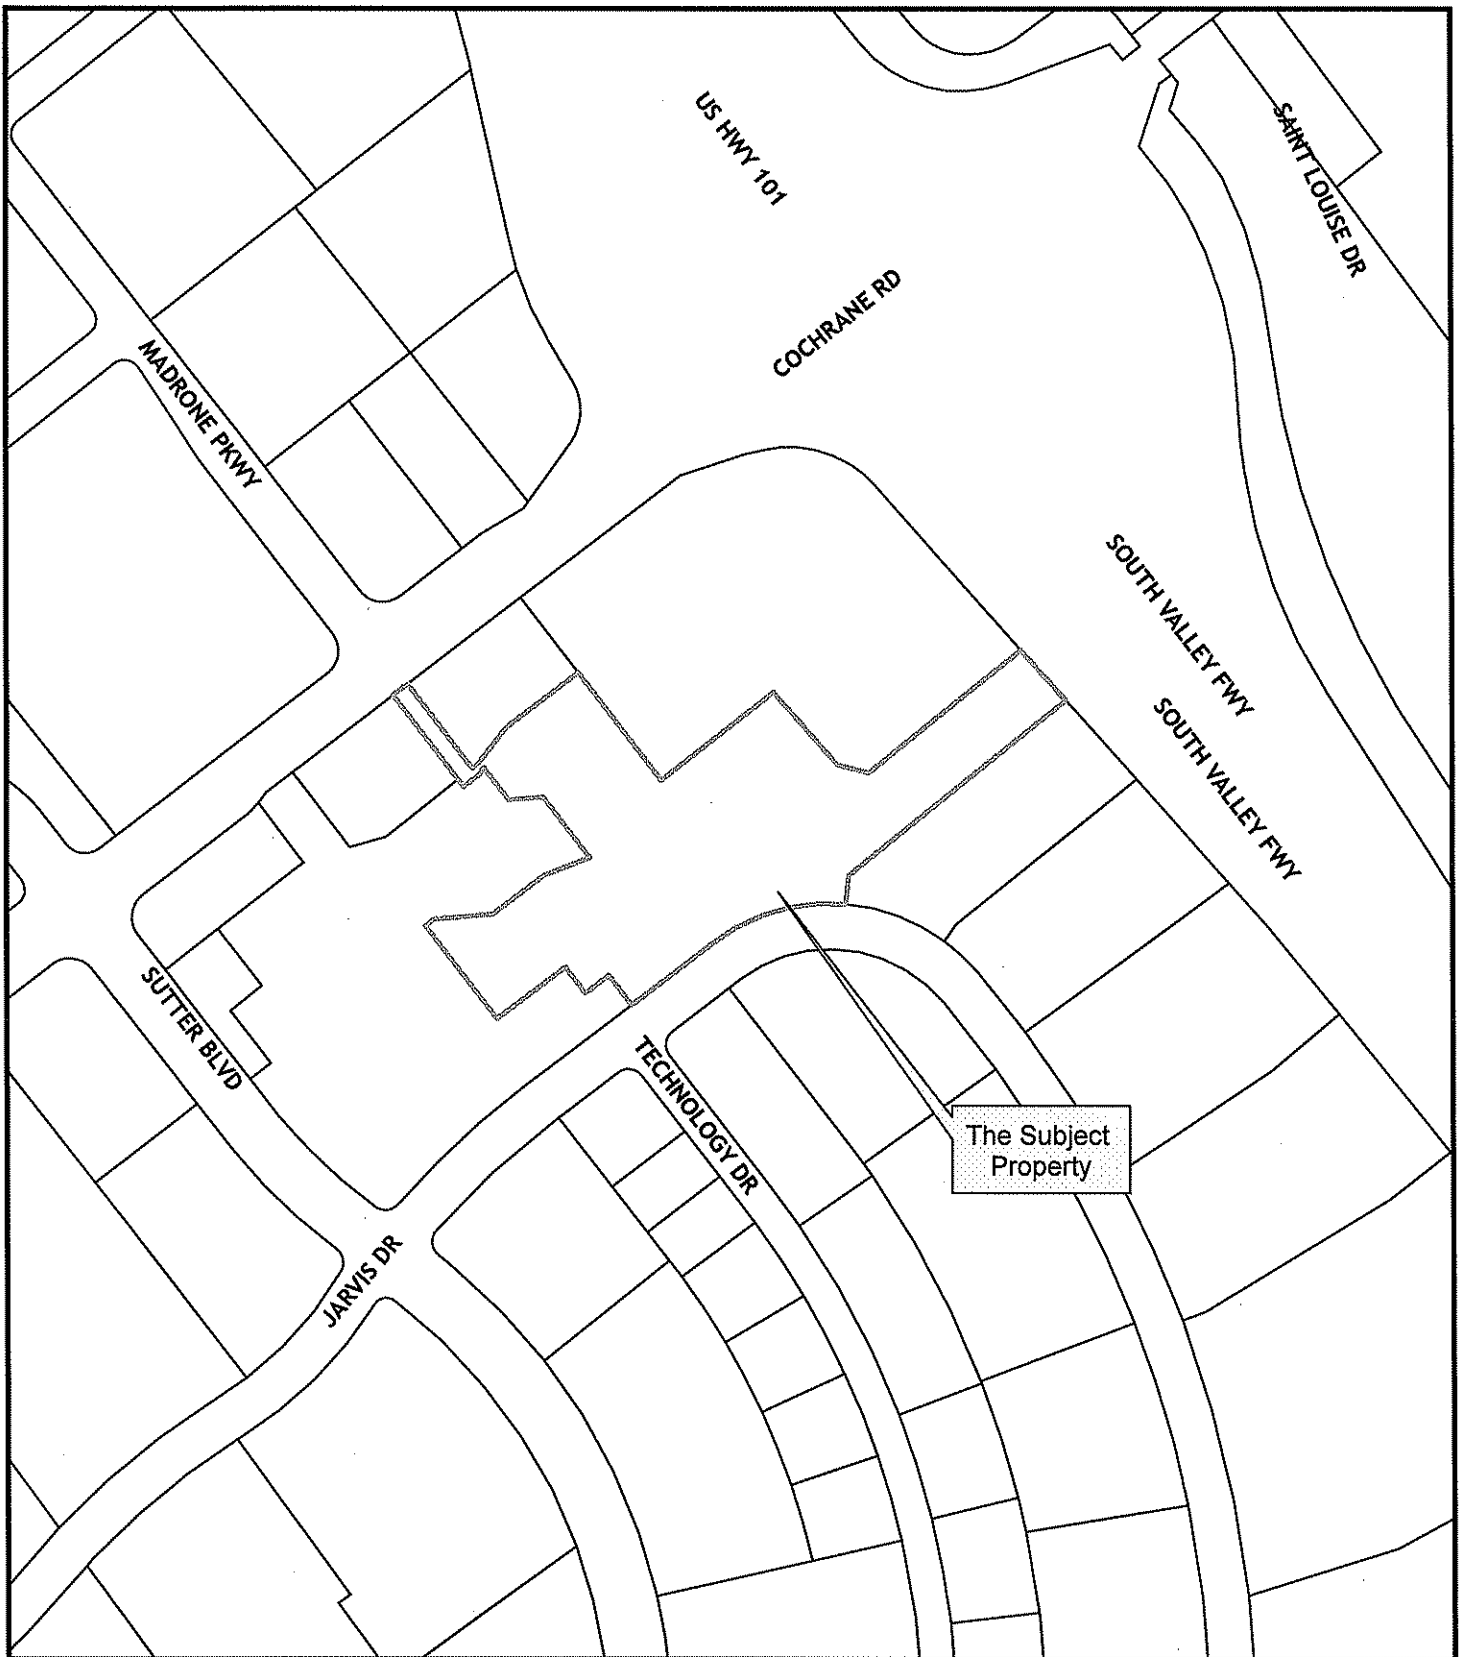 US HWY 101
SAINT LOUISE DR
COCHRANE RD
MADRONE PKWY
SOUTH VALLEY FWY
SOUTH VALLEY FWY
SUTTER BLVD
TECHNOLOGY DR
The Subject
Property
JARVIS DR